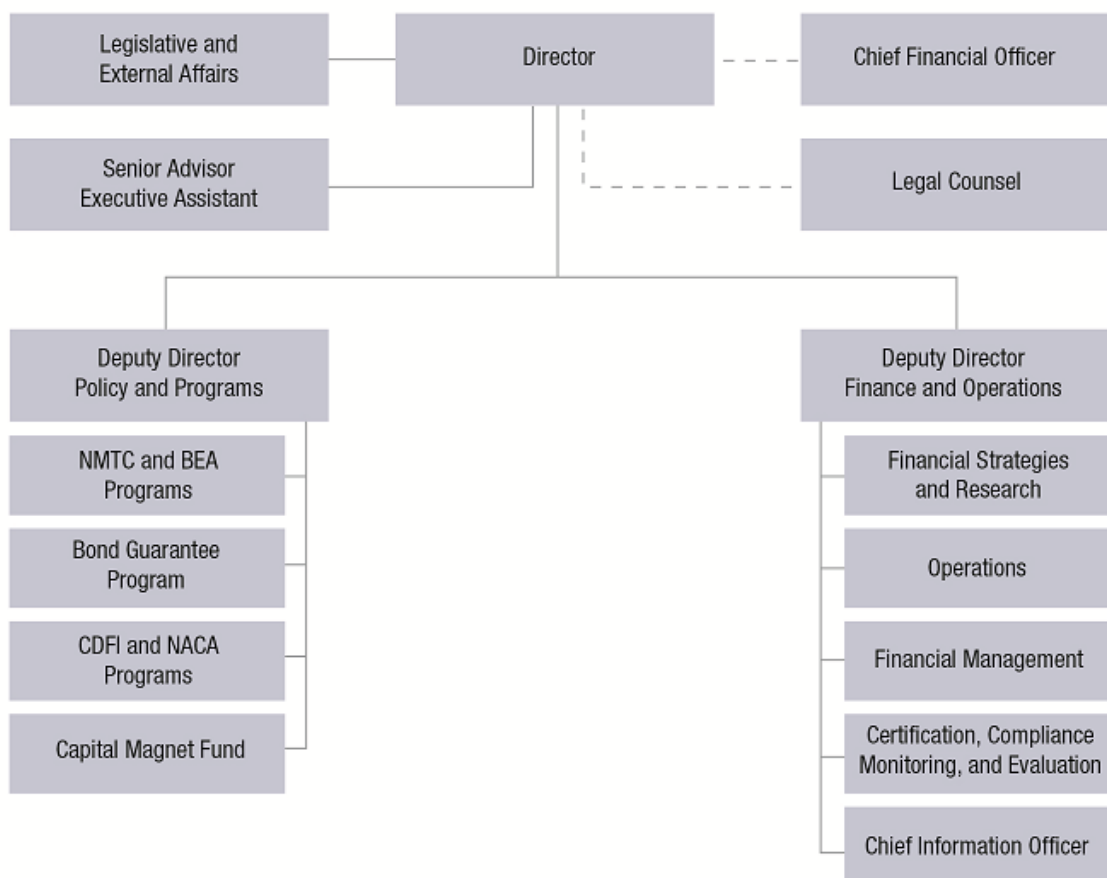 Legislative and
External Affairs
Director
Chief Financial Officer
Senior Advisor
Executive Assistant
Legal Counsel
Deputy Director
Policy and Programs
Deputy Director
Finance and Operations
NMTC and BEA
Programs
Bond Guarantee
Program
CDFI and NACA
Programs
Capital Magnet Fund
Financial Strategies
and Research
Operations
Financial Management
Certification, Compliance
Monitoring, and Evaluation
Chief Information Officer